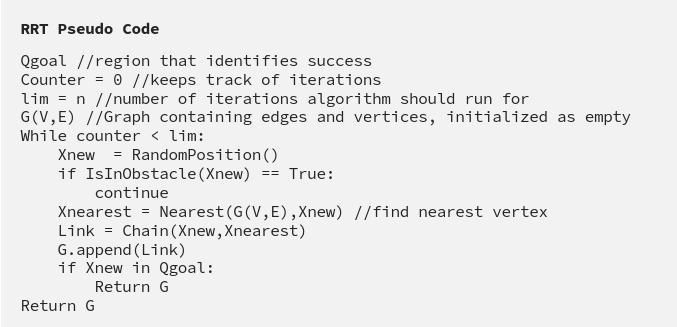 RRT Pseudo Code
Qgoal //region that identifies success
Counter = 0 //keeps track of iterations
lim = n //number of iterations algorithm should run for
G(V,E) //Graph containing edges and vertices, initialized as empty
While counter < lim:
    Xnew  = RandomPosition()
    if IsInObstacle(Xnew) == True:
        continue
    Xnearest = Nearest(G(V,E),Xnew) //find nearest vertex
    Link = Chain(Xnew,Xnearest)
    G.append(Link)
    if Xnew in Qgoal:
        Return G
Return G